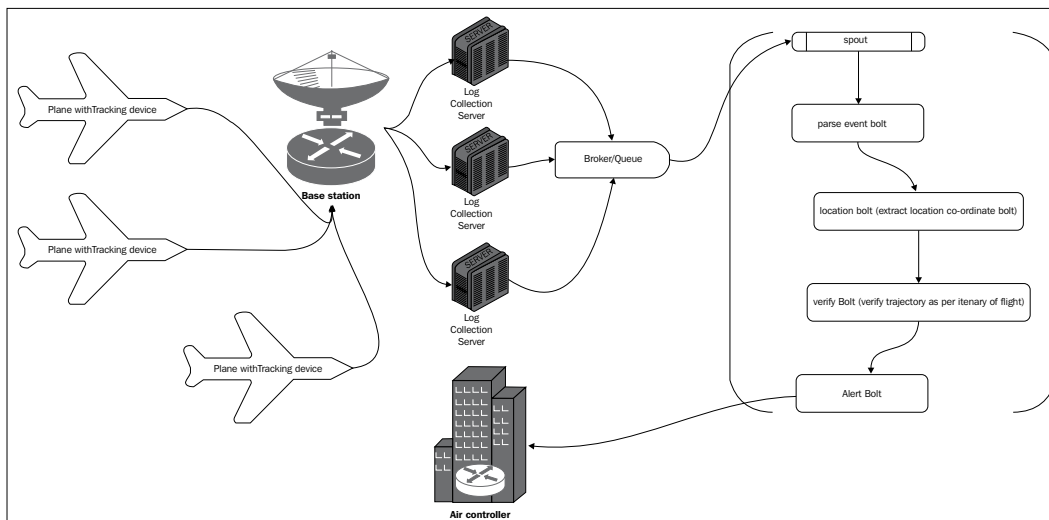 Plane withTracking device
Plane withTracking device
Plane withTracking device
Base station
SERVER
Log
Collection
Server
SERVER
Log
Collection
Server
SERVER
Log
Collection
Server
Broker/Queue
spout
parse event bolt
location bolt (extract location co-ordinate bolt)
verify Bolt (verify trajectory as per itenary of flight)
Alert Bolt
Air controller